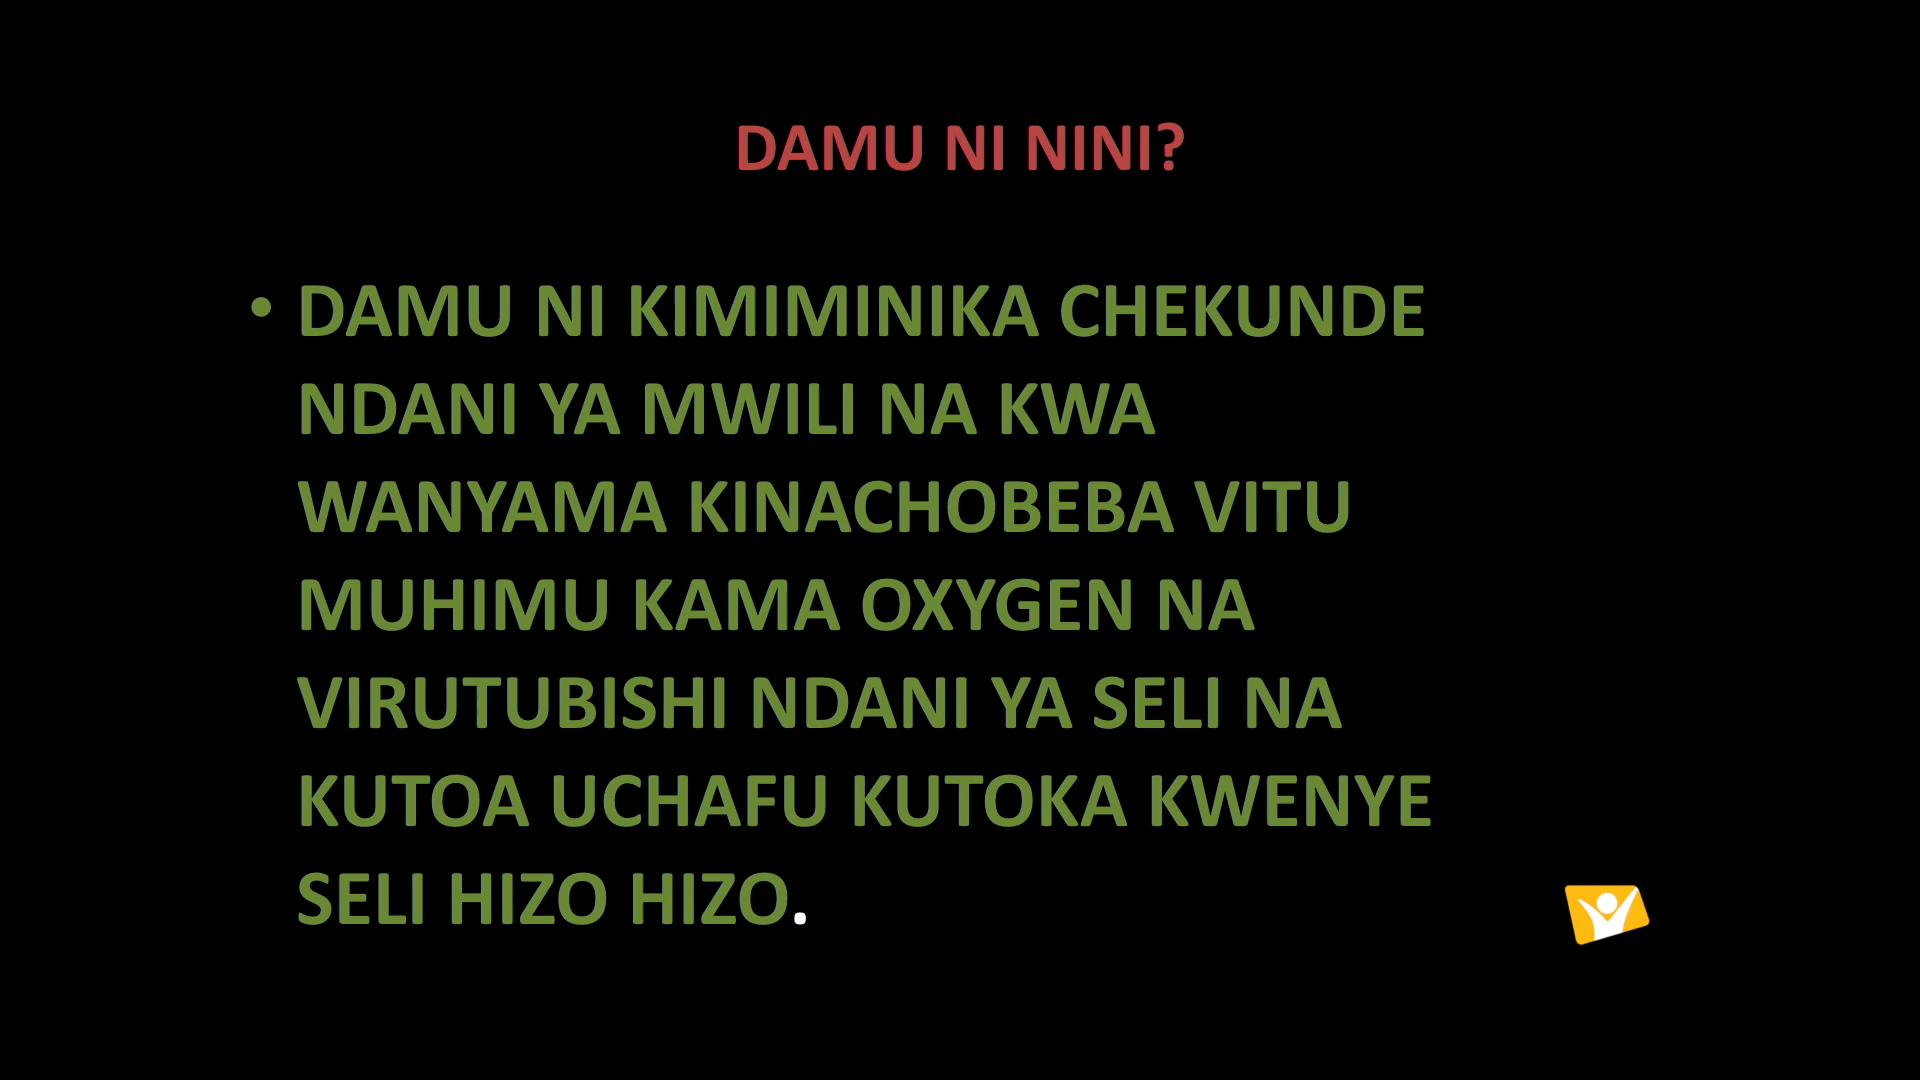 DAMU NI NINI?
• DAMU NI KIMIMINIKA CHEKUNDE
NDANI YA MWILI NA KWA
WANYAMA KINACHOBEBA VITU
MUHIMU KAMA OXYGEN NA
VIRUTUBISHI NDANI YA SELI NA
KUTOA UCHAFU KUTOKA KWENYE
SELI HIZO HIZO.